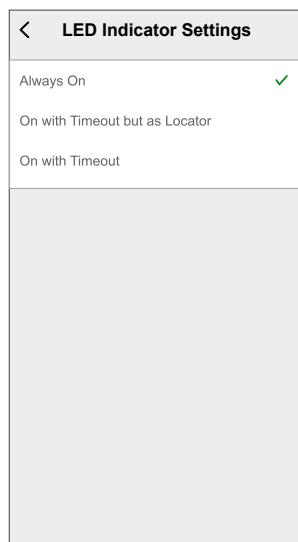 LED Indicator Settings
Always On
On with Timeout but as Locator
On with Timeout